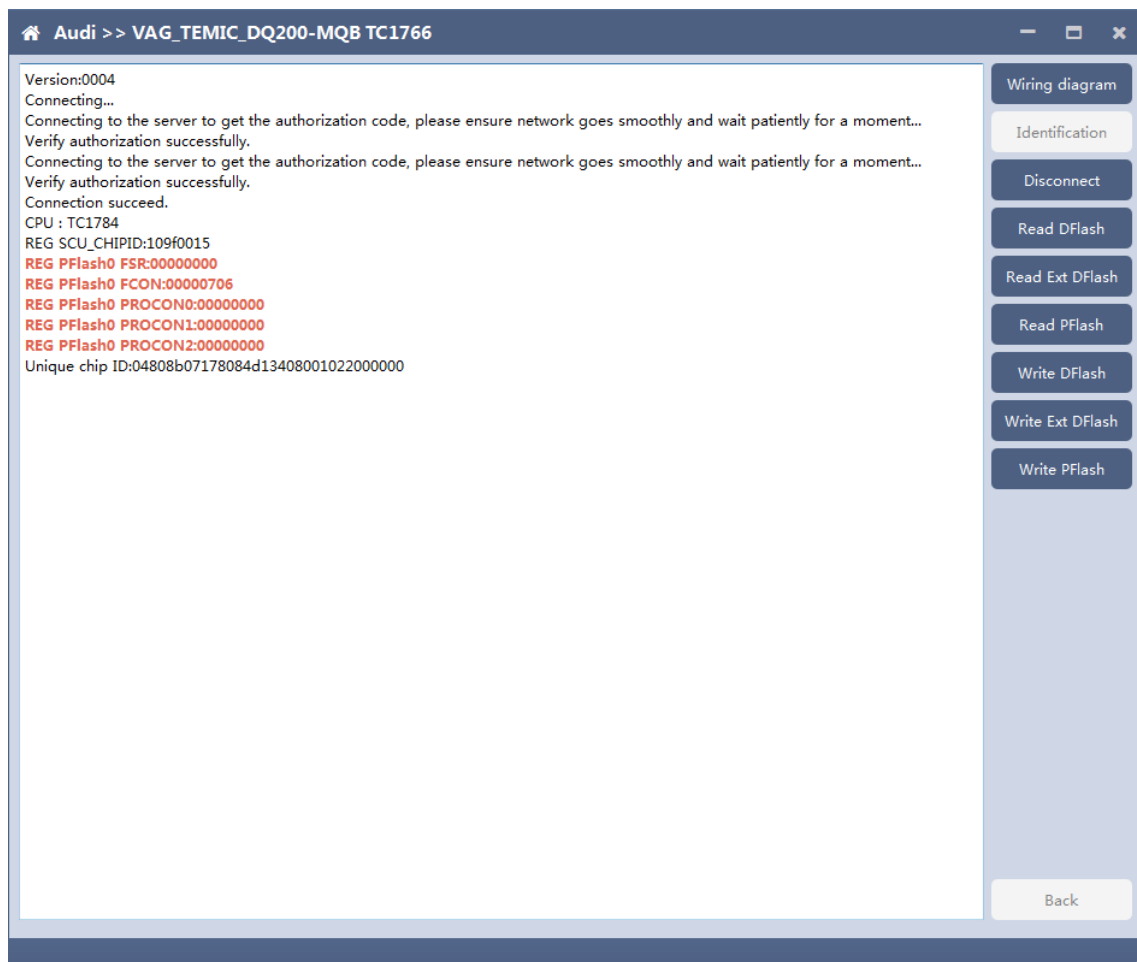 Audi >> VAG_TEMIC_DQ200-MQB TC1766
Version:0004
Connecting...
Connecting to the server to get the authorization code, please ensure network goes smoothly and wait patiently for a moment...
Verify authorization successfully.
Connecting to the server to get the authorization code, please ensure network goes smoothly and wait patiently for a moment...
Verify authorization successfully.
Connection succeed.
CPU : TC1784
REG SCU_CHIPID:109f0015
REG PFlash0 FSR:00000000
REG PFlash0 FCON:00000706
REG PFlash0 PROCON0:00000000
REG PFlash0 PROCON1:00000000
REG PFlash0 PROCON2:00000000
Unique chip ID:04808b07178084d13408001022000000
Wiring diagram
Identification
Disconnect
Read DFlash
Read Ext DFlash
Read PFlash
Write DFlash
Write Ext DFlash
Write PFlash
Back